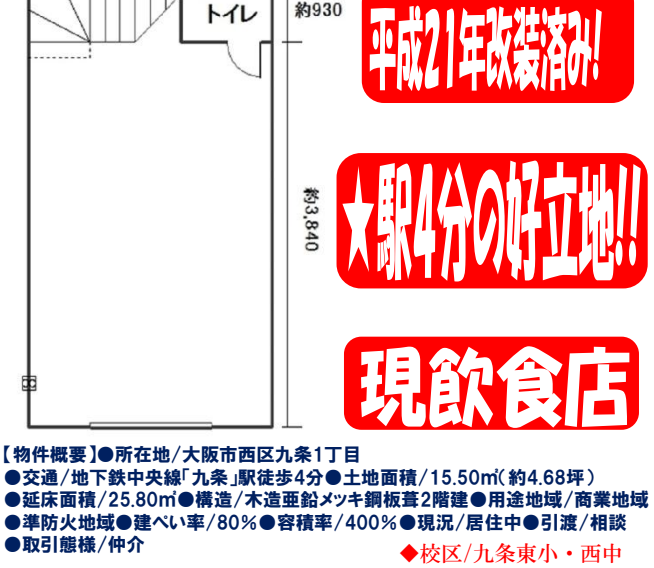 トイレ
約930
平成21年改装済み!
約3,840
★駅4分の好立地!!
現飲食店
【物件概要】●所在地/大阪市西区九条1丁目
●交通/地下鉄中央線「九条」駅徒歩4分●土地面積/15.50㎡(約4.68坪)
●延床面積/25.80㎡●構造/木造亜鉛メッキ鋼板葺2階建●用途地域/商業地域
●準防火地域●建ぺい率/80%●容積率/400%●現況/居住中●引渡/相談
●取引態様/仲介
◆校区/九条東小・西中